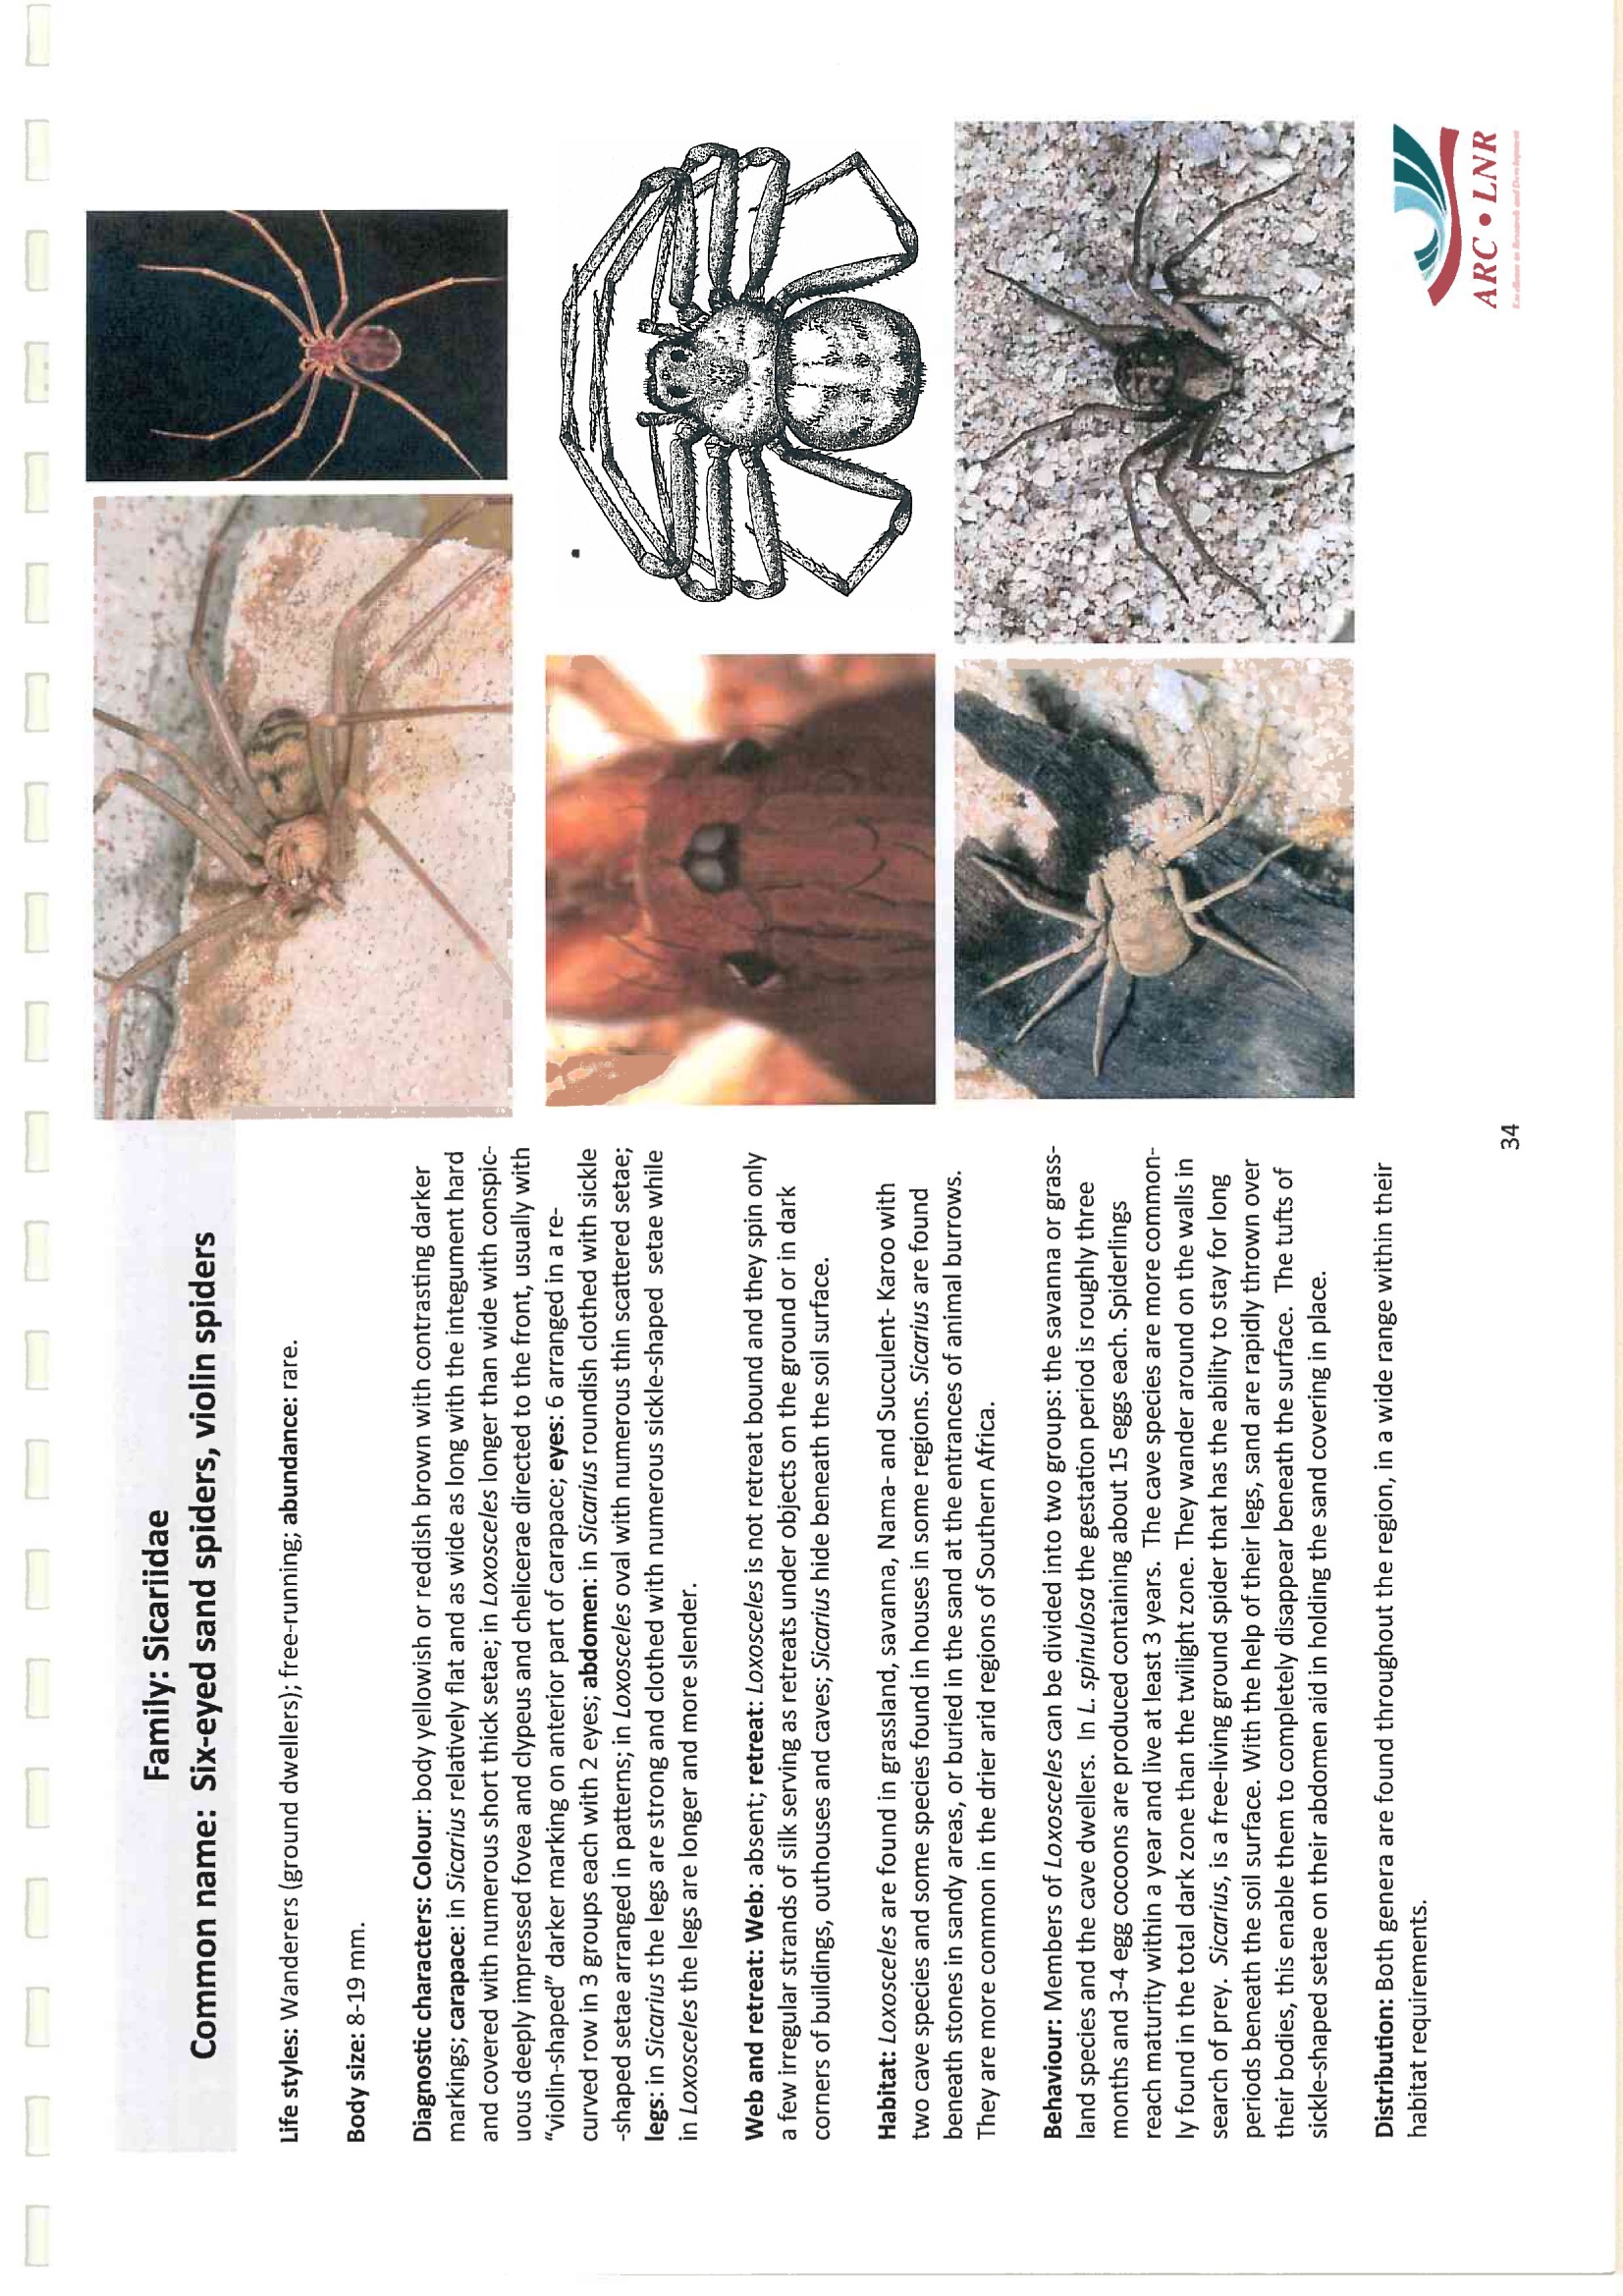 Family: Sicariidae
Common name: Six-eyed sand spiders, violin spiders
Life styles: Wanderers (ground dwellers); free-running; abundance: rare.
Body size: 8-19 mm.
Diagnostic characters: Colour: body yellowish or reddish brown with contrasting darker
markings; carapace: in Sicarius relatively flat and as wide as long with the integument hard
and covered with numerous short thick setae; in Loxosceles longer than wide with conspic-
uous deeply impressed fovea and clypeus and chelicerae directed to the front, usually with
“violin-shaped” darker marking on anterior part of carapace; eyes: 6 arranged in a re-
curved row in 3 groups each with 2 eyes; abdomen: in Sicarius roundish clothed with sickle
-shaped setae arranged in patterns; in Loxosceles oval with numerous thin scattered setae;
legs: in Sicarius the legs are strong and clothed with numerous sickle-shaped setae while
in Loxosceles the legs are longer and more slender.
Web and retreat: Web: absent; retreat: Loxosceles is not retreat bound and they spin only
a few irregular strands of silk serving as retreats under objects on the ground or in dark
corners of buildings, outhouses and caves; Sicarius hide beneath the soil surface.
Habitat: Loxosceles are found in grassland, savanna, Nama- and Succulent- Karoo with
two cave species and some species found in houses in some regions. Sicarius are found
beneath stones in sandy areas, or buried in the sand at the entrances of animal burrows.
They are more common in the drier arid regions of Southern Africa.
Behaviour: Members of Loxosceles can be divided into two groups: the savanna or grass-
land species and the cave dwellers. In L. spinulosa the gestation period is roughly three
months and 3-4 egg cocoons are produced containing about 15 eggs each. Spiderlings
reach maturity within a year and live at least 3 years. The cave species are more common-
ly found in the total dark zone than the twilight zone. They wander around on the walls in
search of prey. Sicarius, is a free-living ground spider that has the ability to stay for long
periods beneath the soil surface. With the help of their legs, sand are rapidly thrown over
their bodies, this enable them to completely disappear beneath the surface. The tufts of
sickle-shaped setae on their abdomen aid in holding the sand covering in place.
Distribution: Both genera are found throughout the region, in a wide range within their
habitat requirements.
34
ARC • LNR
Excellence in Research and Development